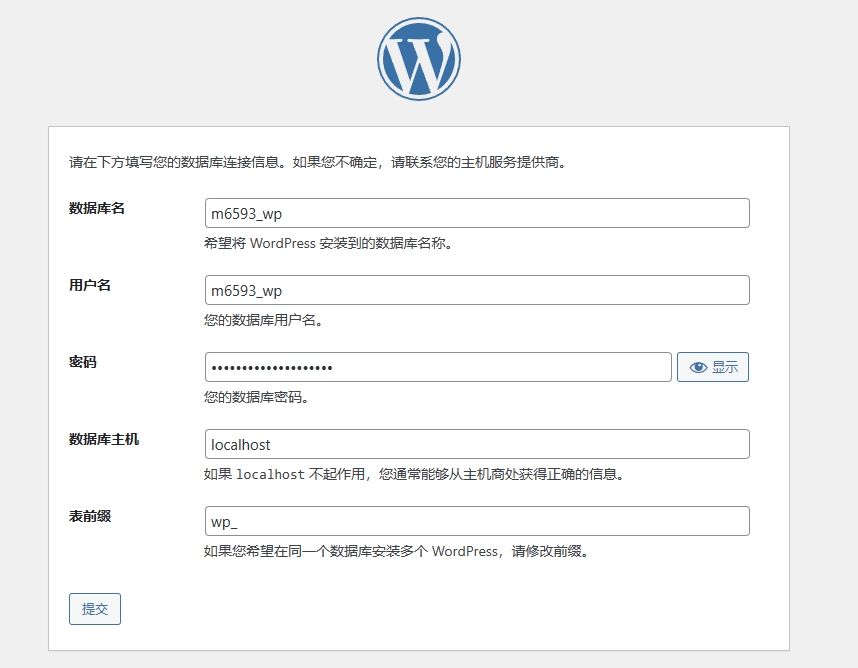 请在下方填写您的数据库连接信息。如果您不确定，请联系您的主机服务提供商。
数据库名
m6593_wp
希望将 WordPress 安装到的数据库名称。
用户名
m6593_wp
您的数据库用户名。
密码
••••••••••••••••••••
显示
您的数据库密码。
数据库主机
localhost
如果 localhost 不起作用，您通常能够从主机商处获得正确的信息。
表前缀
wp_
如果您希望在同一个数据库安装多个 WordPress，请修改前缀。
提交